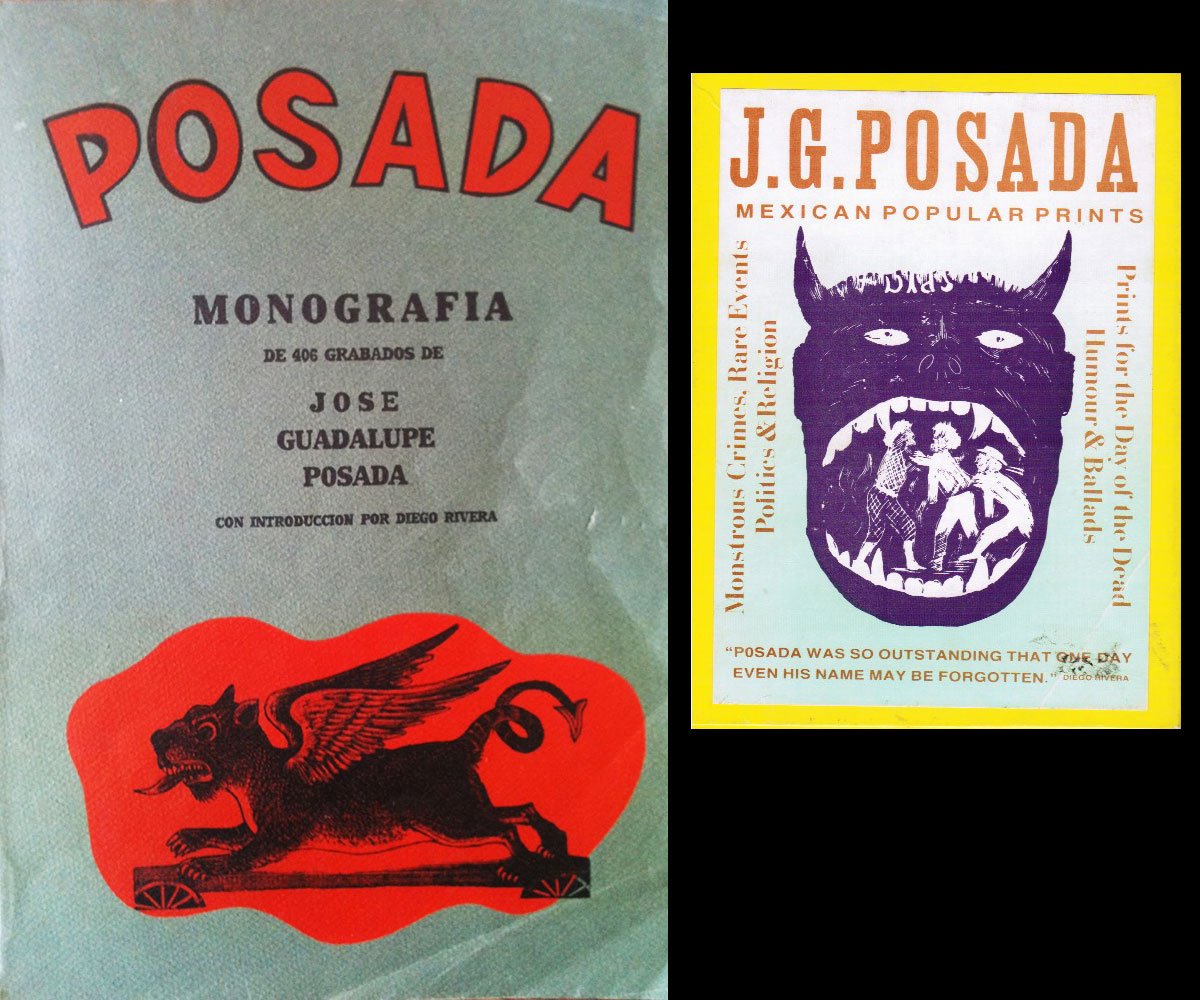 POSADA
MONOGRAFIA
DE 406 GRABADOS DE
JOSE
GUADALUPE
POSADA
CON INTRODUCCION POR DIEGO RIVERA
J.G.POSADA
MEXICAN POPULAR PRINTS
Monstrous Crimes, Rare Events
Politics & Religion
Prints for the Day of the Dead
Humour & Ballads
"POSADA WAS SO OUTSTANDING THAT ONE DAY
EVEN HIS NAME MAY BE FORGOTTEN." DIEGO RIVERA